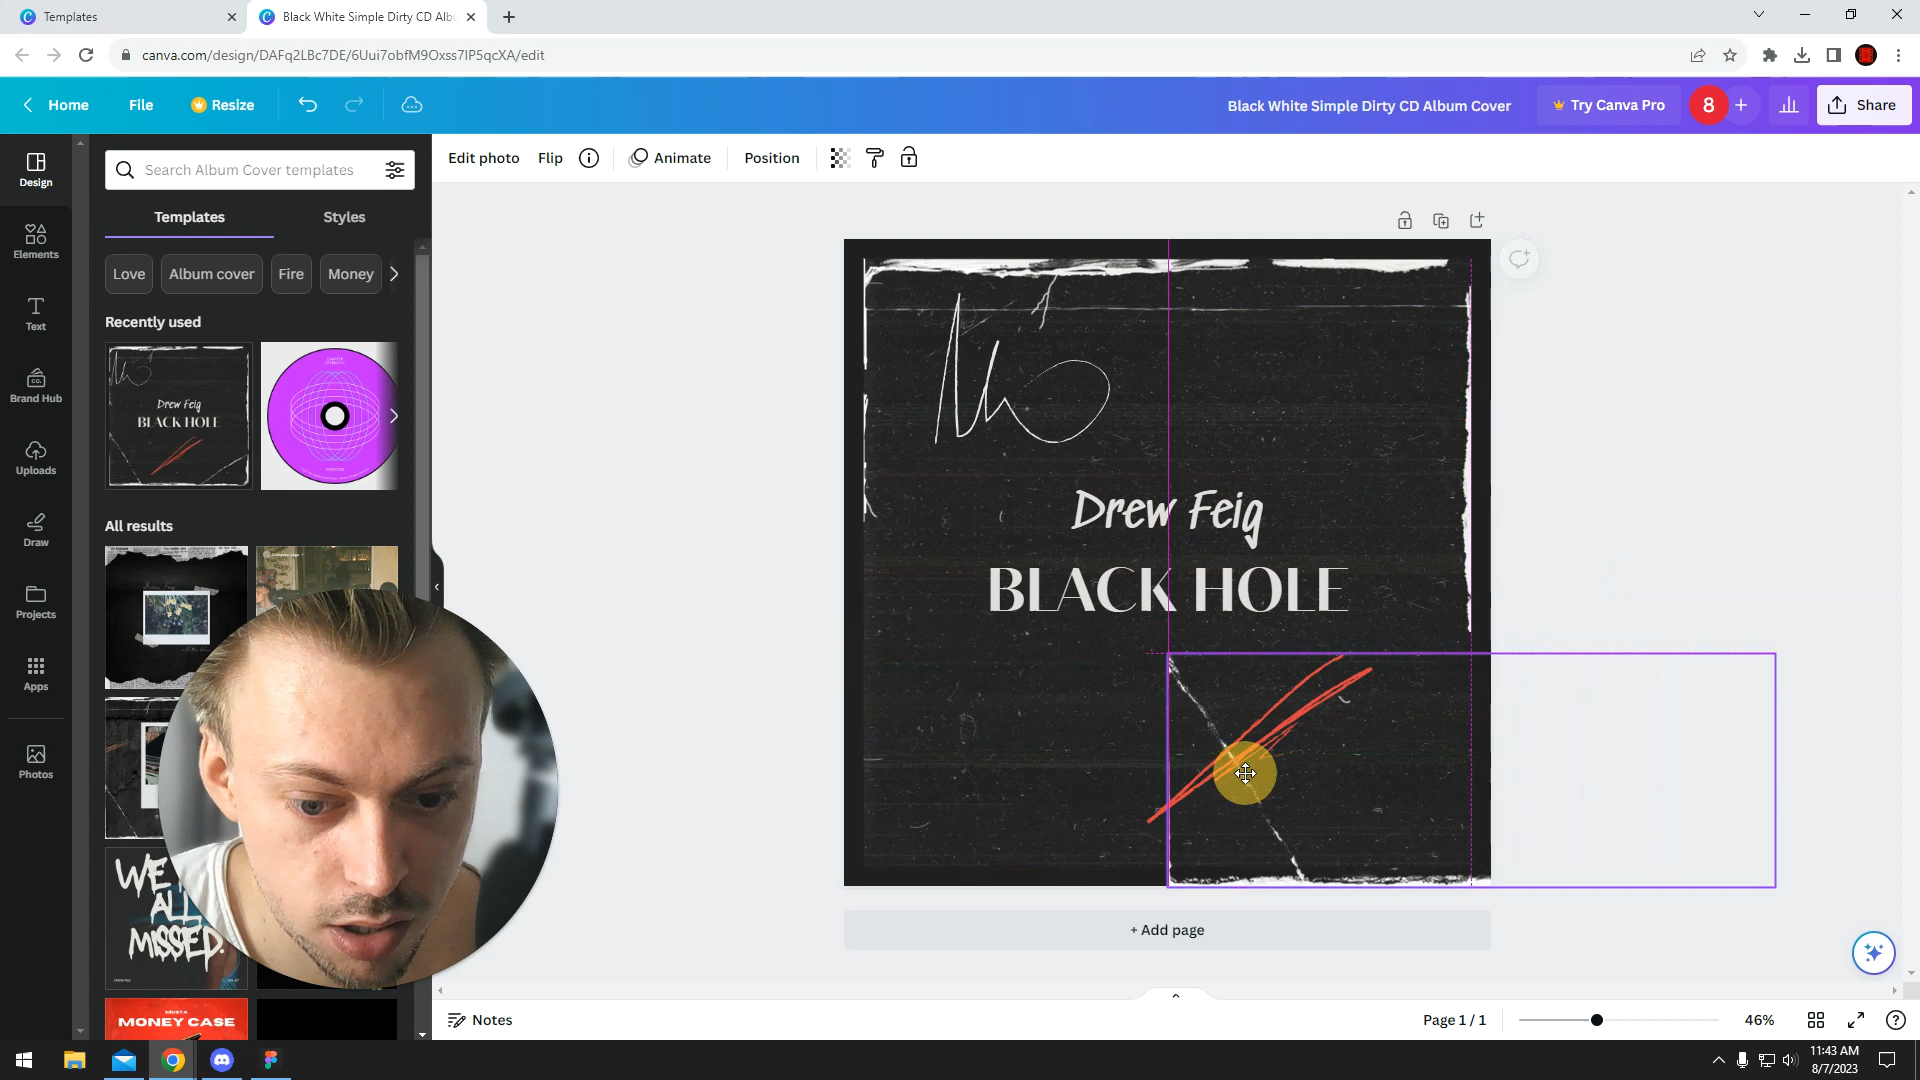 Templates
Black White Simple Dirty CD Albu
canva.com/design/DAFq2LBc7DE/6Uui7obfM9Oxss7lP5qcXA/edit
Home
File
Resize
Black White Simple Dirty CD Album Cover
Try Canva Pro
8
Share
Design
Elements
Text
Brand Hub
CO.
Uploads
Draw
Projects
Apps
Photos
Search Album Cover templates
Templates
Styles
Love
Album cover
Fire
Money
Recently used
Drew Feig
BLACK HOLE
All results
WE
ALL
MISSED.
MUSTA
MONEY CASE
Edit photo
Flip
Animate
Position
Drew Feig
BLACK HOLE
+ Add page
Notes
Page 1 / 1
46%
11:43 AM
8/7/2023